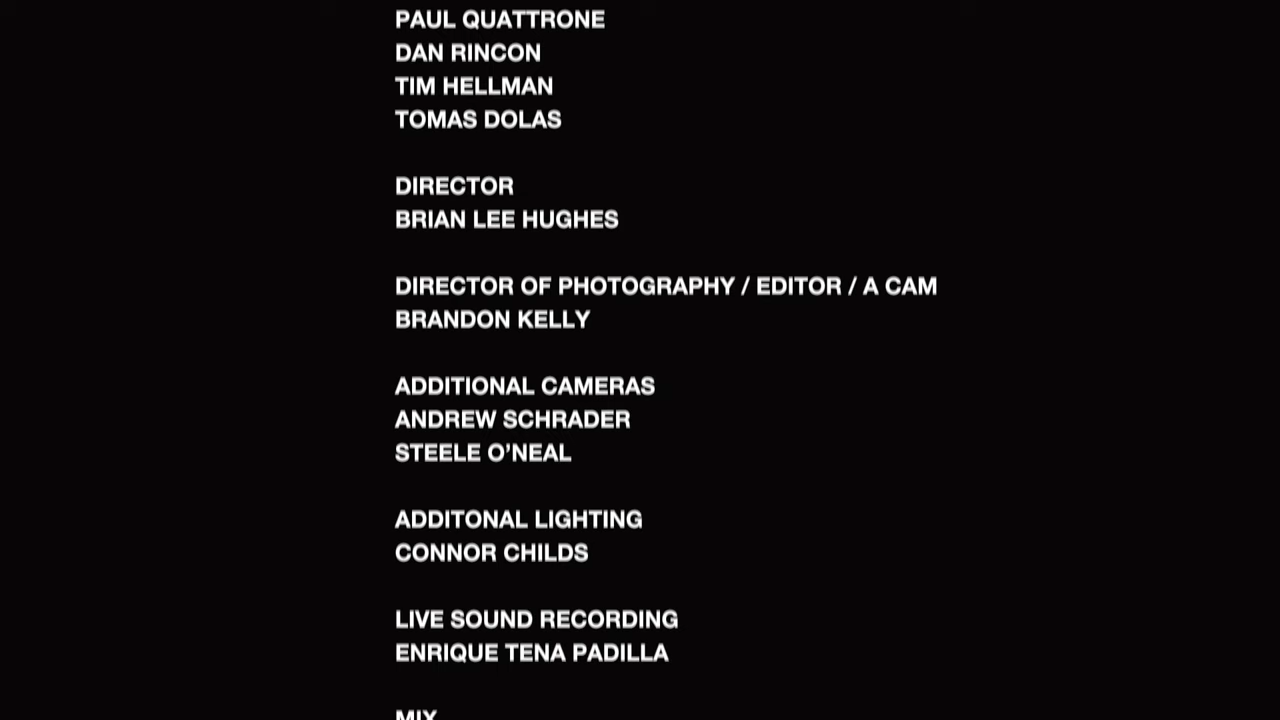 PAUL QUATTRONE
DAN RINCON
TIM HELLMAN
TOMAS DOLAS
DIRECTOR
BRIAN LEE HUGHES
DIRECTOR OF PHOTOGRAPHY / EDITOR / A CAM
BRANDON KELLY
ADDITIONAL CAMERAS
ANDREW SCHRADER
STEELE O’NEAL
ADDITONAL LIGHTING
CONNOR CHILDS
LIVE SOUND RECORDING
ENRIQUE TENA PADILLA
MIX